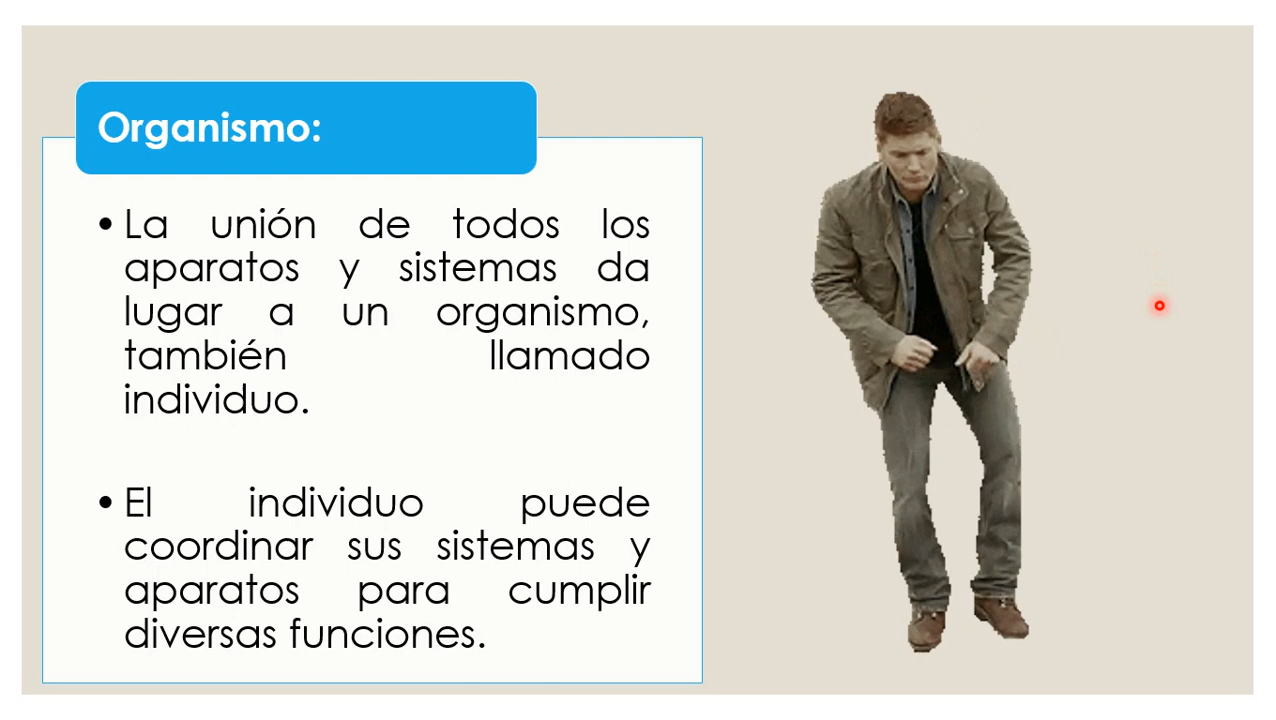 Organismo:
• La unión de todos los
aparatos y sistemas da
lugar a un organismo,
también llamado
individuo.
• El individuo puede
coordinar sus sistemas y
aparatos para cumplir
diversas funciones.